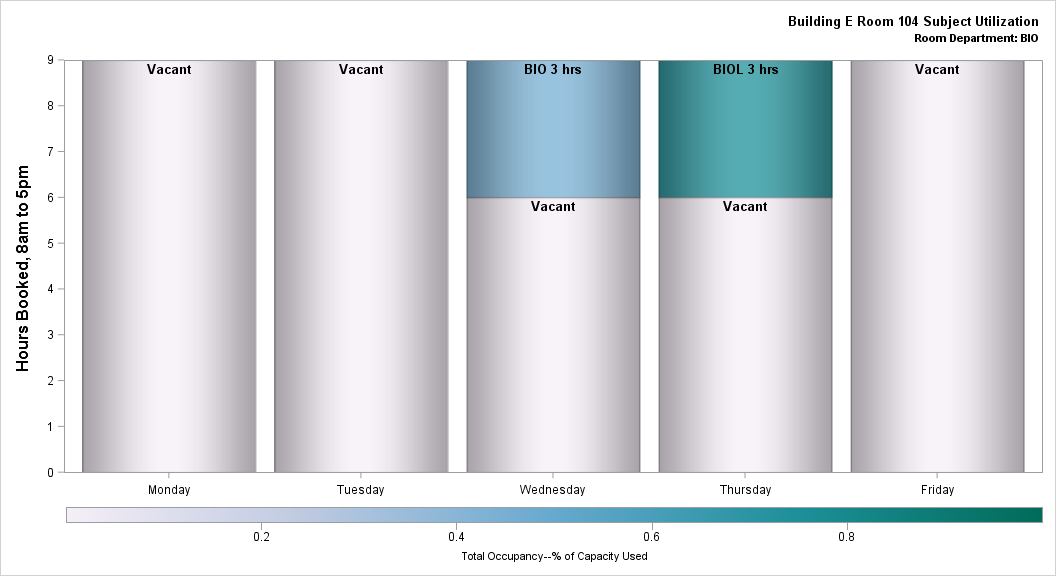 Building E Room 104 Subject Utilization
Room Department: BIO
Hours Booked, 8am to 5pm
9
8
7
6
5
4
3
2
1
0
Vacant
Vacant
BIO 3 hrs
BIOL 3 hrs
Vacant
Vacant
Vacant
Monday
Tuesday
Wednesday
Thursday
Friday
0.2
0.4
0.6
0.8
Total Occupancy--% of Capacity Used